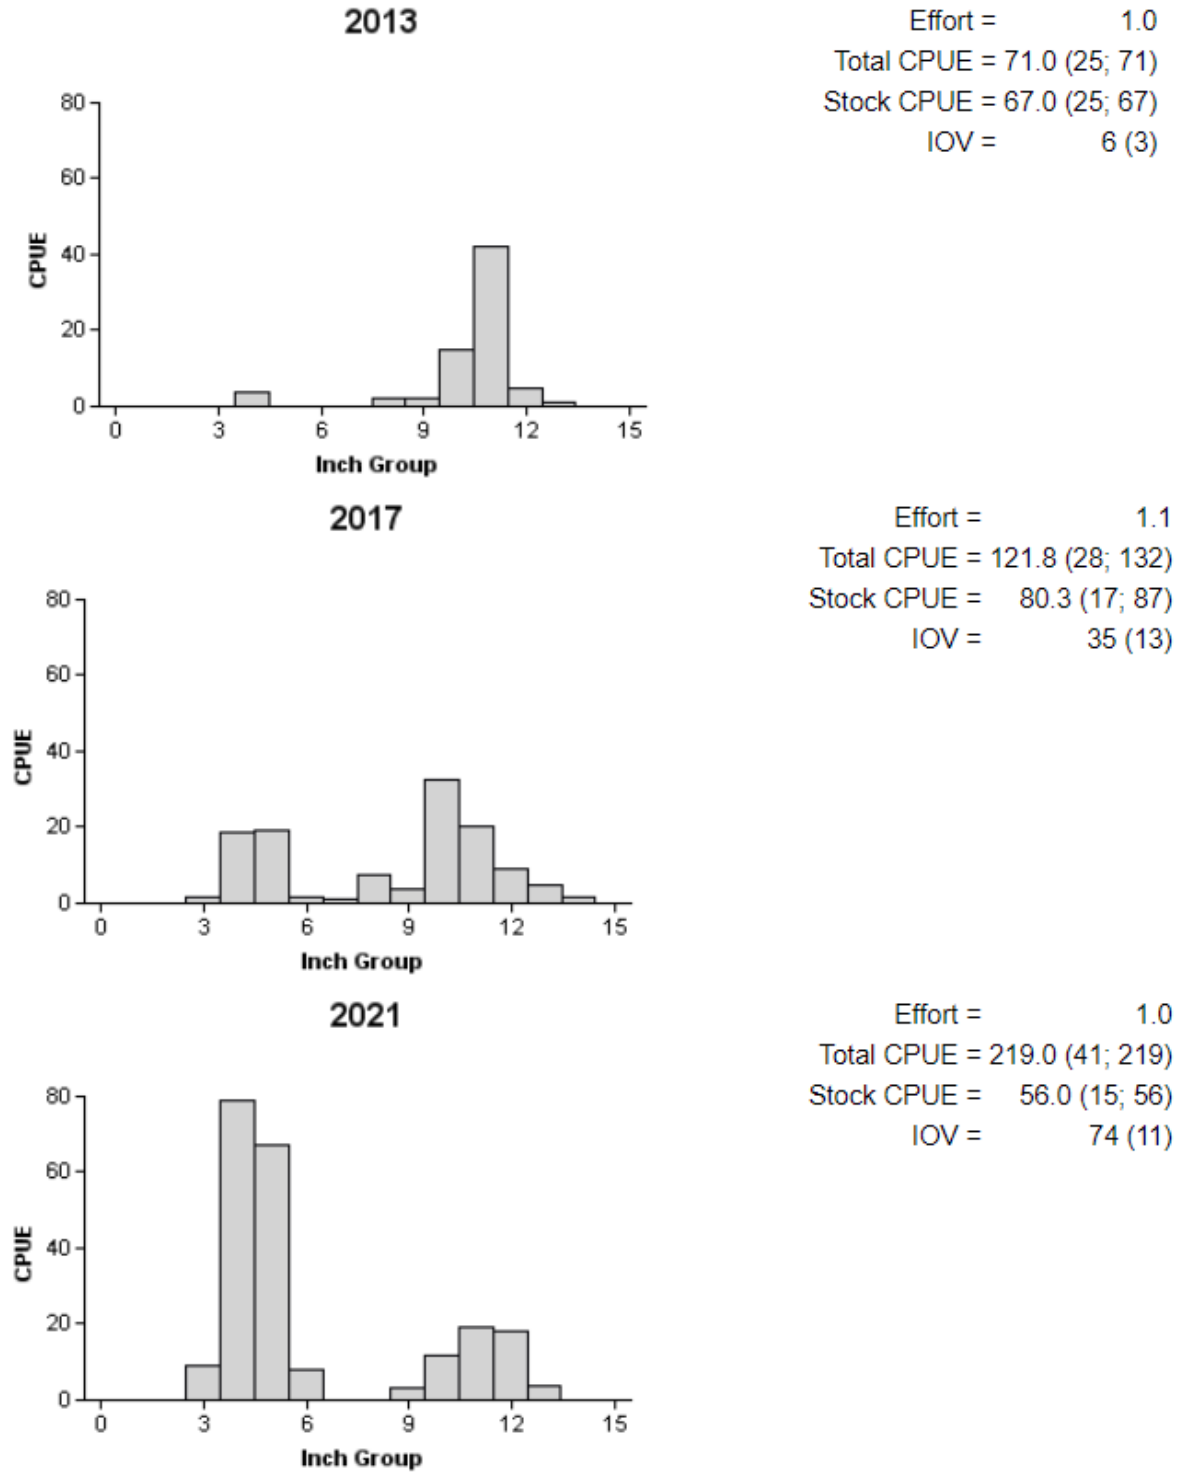 2013
Effort = 1.0
Total CPUE = 71.0 (25; 71)
Stock CPUE = 67.0 (25; 67)
IOV = 6 (3)
80
60
40
20
0
CPUE
0 3 6 9 12 15
Inch Group
2017
Effort = 1.1
Total CPUE = 121.8 (28; 132)
Stock CPUE = 80.3 (17; 87)
IOV = 35 (13)
80
60
40
20
0
CPUE
0 3 6 9 12 15
Inch Group
2021
Effort = 1.0
Total CPUE = 219.0 (41; 219)
Stock CPUE = 56.0 (15; 56)
IOV = 74 (11)
80
60
40
20
0
CPUE
0 3 6 9 12 15
Inch Group